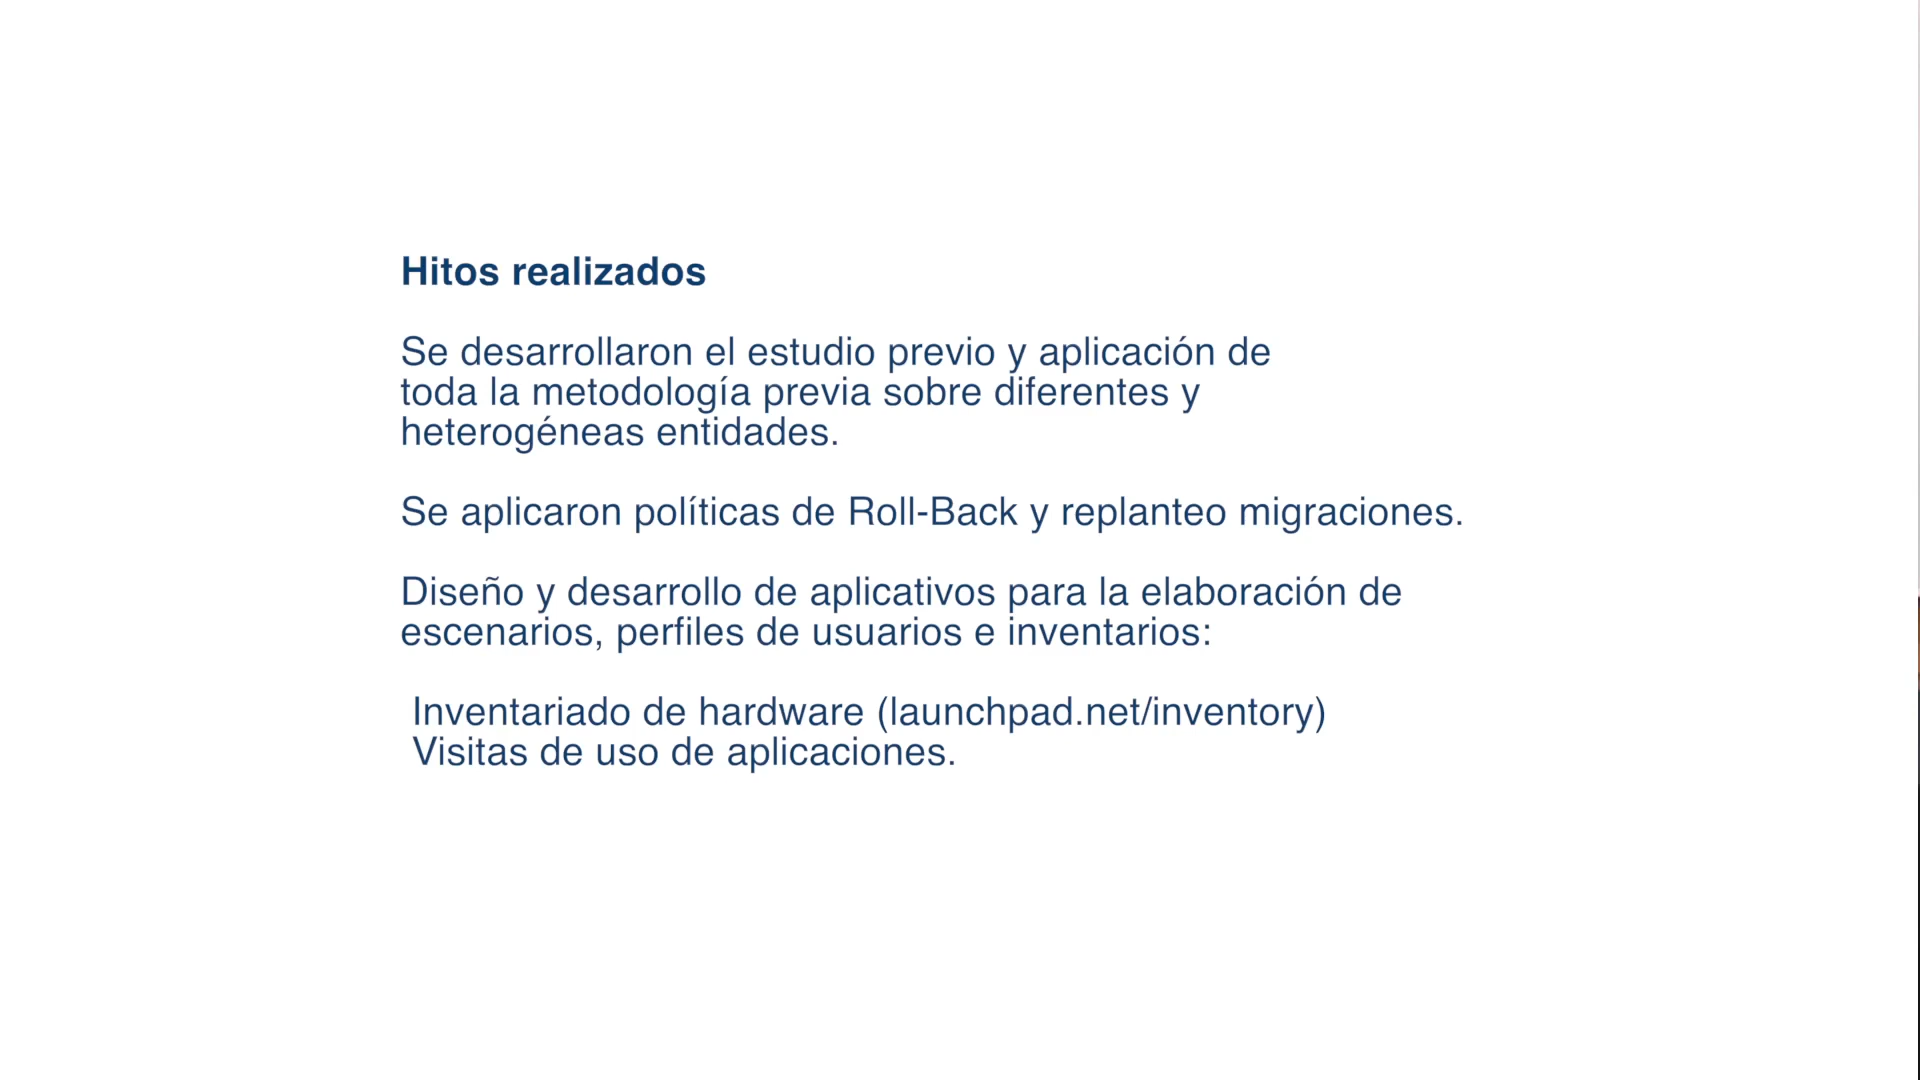 Hitos realizados
Se desarrollaron el estudio previo y aplicación de
toda la metodología previa sobre diferentes y
heterogéneas entidades.
Se aplicaron políticas de Roll-Back y replanteo migraciones.
Diseño y desarrollo de aplicativos para la elaboración de
escenarios, perfiles de usuarios e inventarios:
Inventariado de hardware (launchpad.net/inventory)
Visitas de uso de aplicaciones.